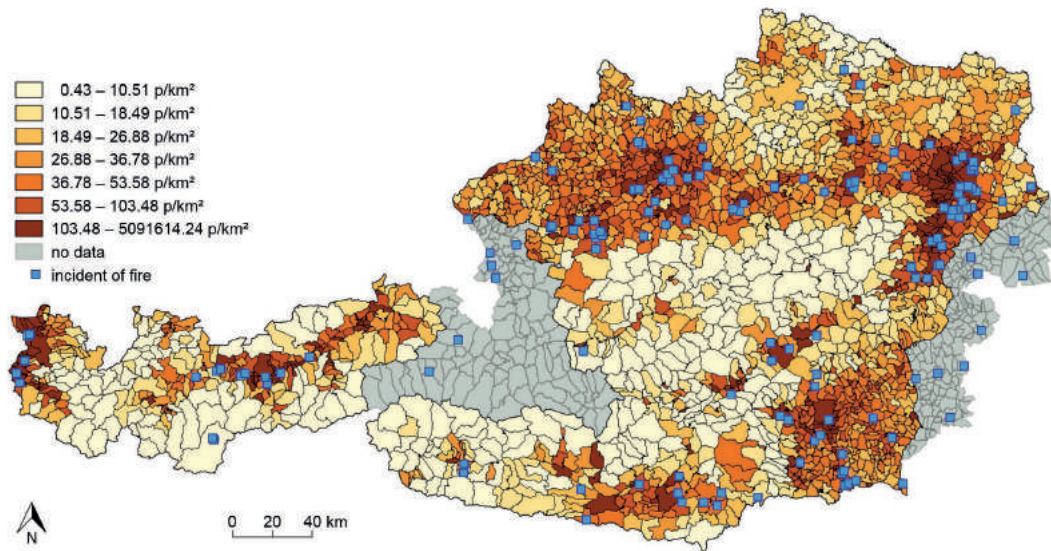 0.43 – 10.51 p/km²
10.51 – 18.49 p/km²
18.49 – 26.88 p/km²
26.88 – 36.78 p/km²
36.78 – 53.58 p/km²
53.58 – 103.48 p/km²
103.48 – 5091614.24 p/km²
no data
incident of fire
N
0 20 40 km